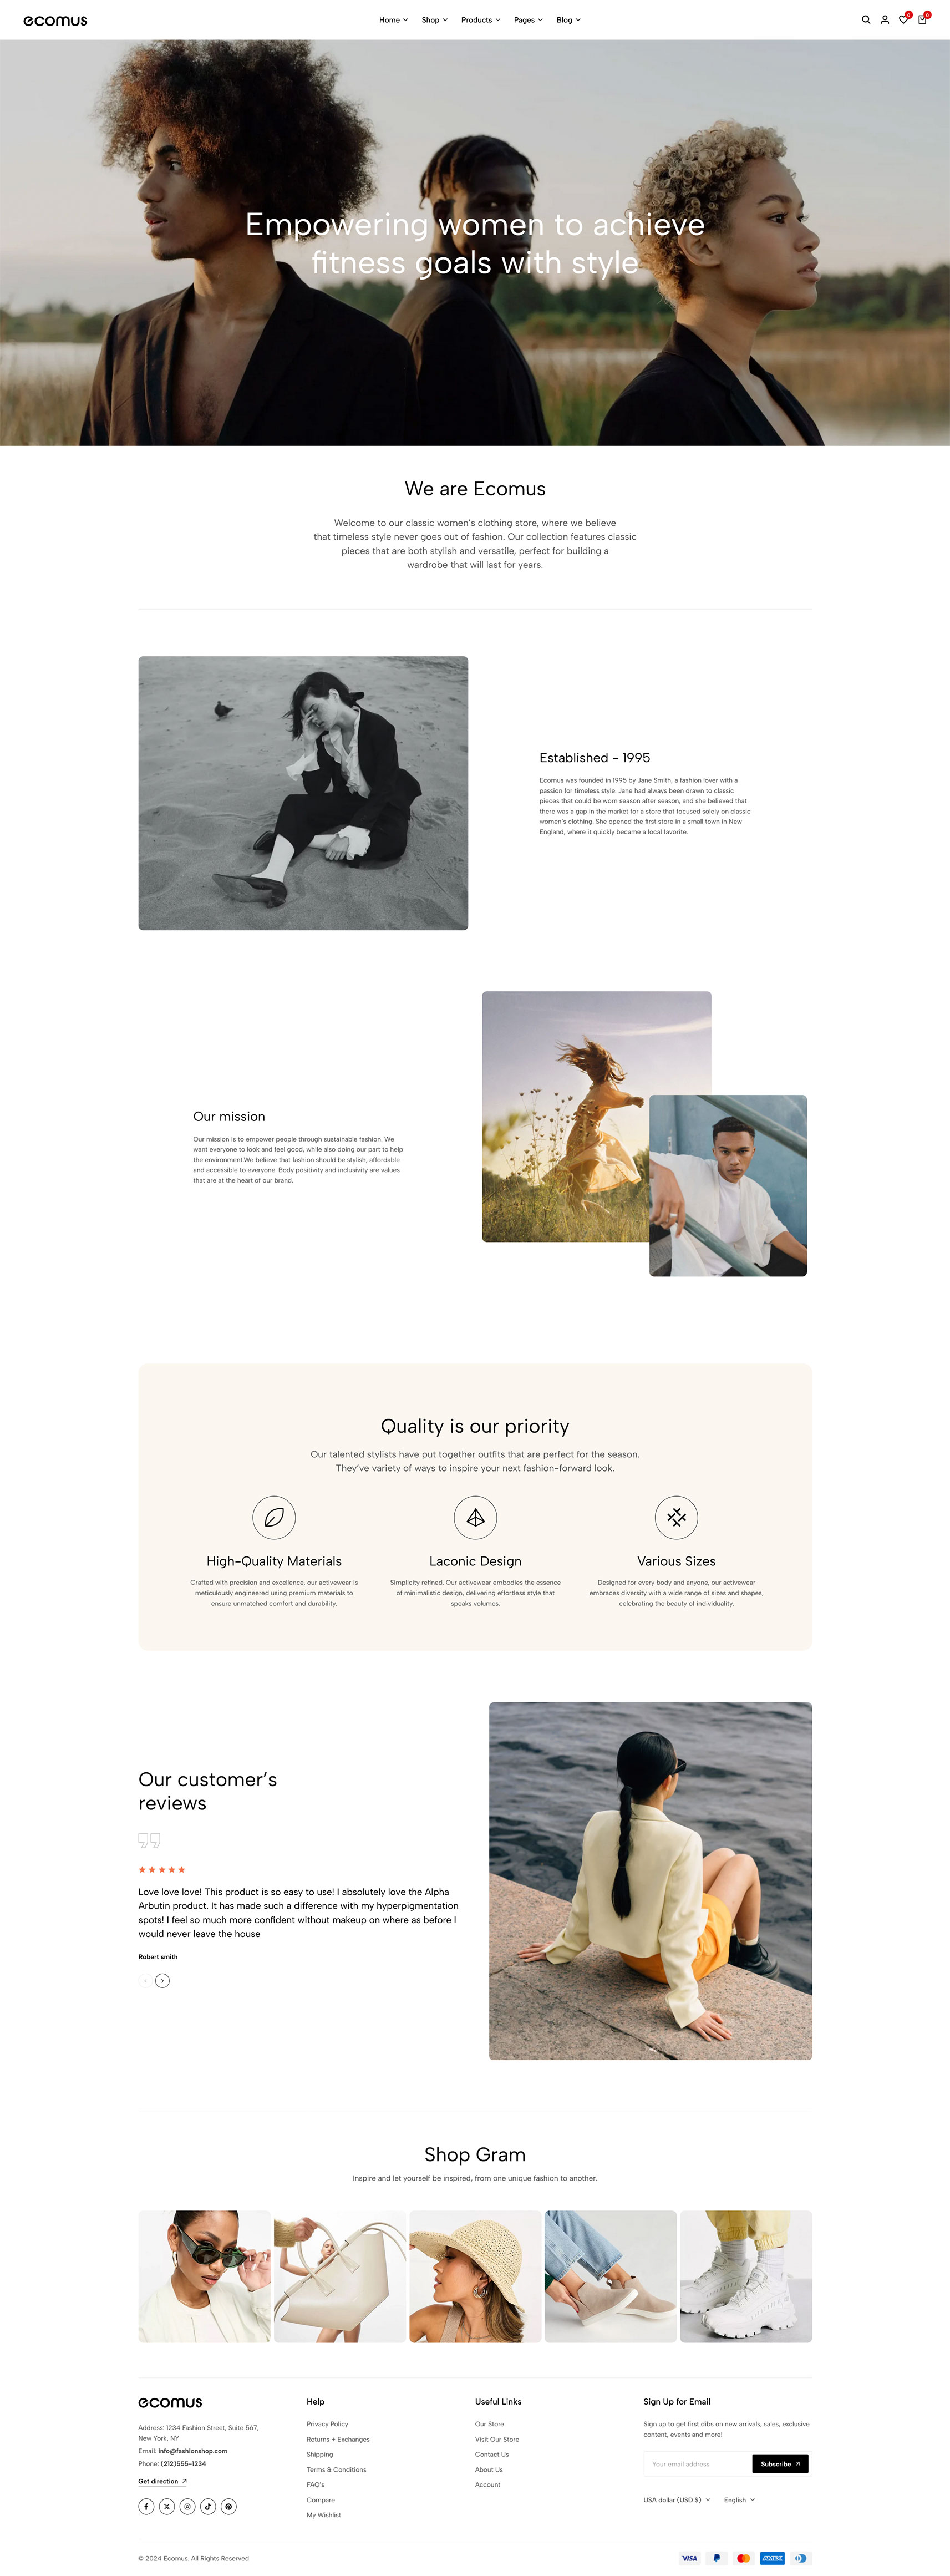 ecomus
Home Shop Products Pages Blog
0 0
Empowering women to achieve
fitness goals with style
We are Ecomus
Welcome to our classic women's clothing store, where we believe
that timeless style never goes out of fashion. Our collection features classic
pieces that are both stylish and versatile, perfect for building a
wardrobe that will last for years.
Established - 1995
Ecomus was founded in 1995 by Jane Smith, a fashion lover with a
passion for timeless style. Jane had always been drawn to classic
pieces that could be worn season after season, and she believed that
there was a gap in the market for a store that focused solely on classic
women's clothing. She opened the first store in a small town in New
England, where it quickly became a local favorite.
Our mission
Our mission is to empower people through sustainable fashion. We
want everyone to look and feel good, while also doing our part to help
the environment.We believe that fashion should be stylish, affordable
and accessible to everyone. Body positivity and inclusivity are values
that are at the heart of our brand.
Quality is our priority
Our talented stylists have put together outfits that are perfect for the season.
They've variety of ways to inspire your next fashion-forward look.
High-Quality Materials
Crafted with precision and excellence, our activewear is
meticulously engineered using premium materials to
ensure unmatched comfort and durability.
Laconic Design
Simplicity refined. Our activewear embodies the essence
of minimalistic design, delivering effortless style that
speaks volumes.
Various Sizes
Designed for every body and anyone, our activewear
embraces diversity with a wide range of sizes and shapes,
celebrating the beauty of individuality.
Our customer's
reviews
Love love love! This product is so easy to use! I absolutely love the Alpha
Arbutin product. It has made such a difference with my hyperpigmentation
spots! I feel so much more confident without makeup on where as before I
would never leave the house
Robert smith
Shop Gram
Inspire and let yourself be inspired, from one unique fashion to another.
ecomus
Address: 1234 Fashion Street, Suite 567,
New York, NY
Email: info@fashionshop.com
Phone: (212)555-1234
Get direction
Help
Privacy Policy
Returns + Exchanges
Shipping
Terms & Conditions
FAQ's
Compare
My Wishlist
Useful Links
Our Store
Visit Our Store
Contact Us
About Us
Account
Sign Up for Email
Sign up to get first dibs on new arrivals, sales, exclusive
content, events and more!
Your email address Subscribe
USA dollar (USD $) English
© 2024 Ecomus. All Rights Reserved
VISA AMEX